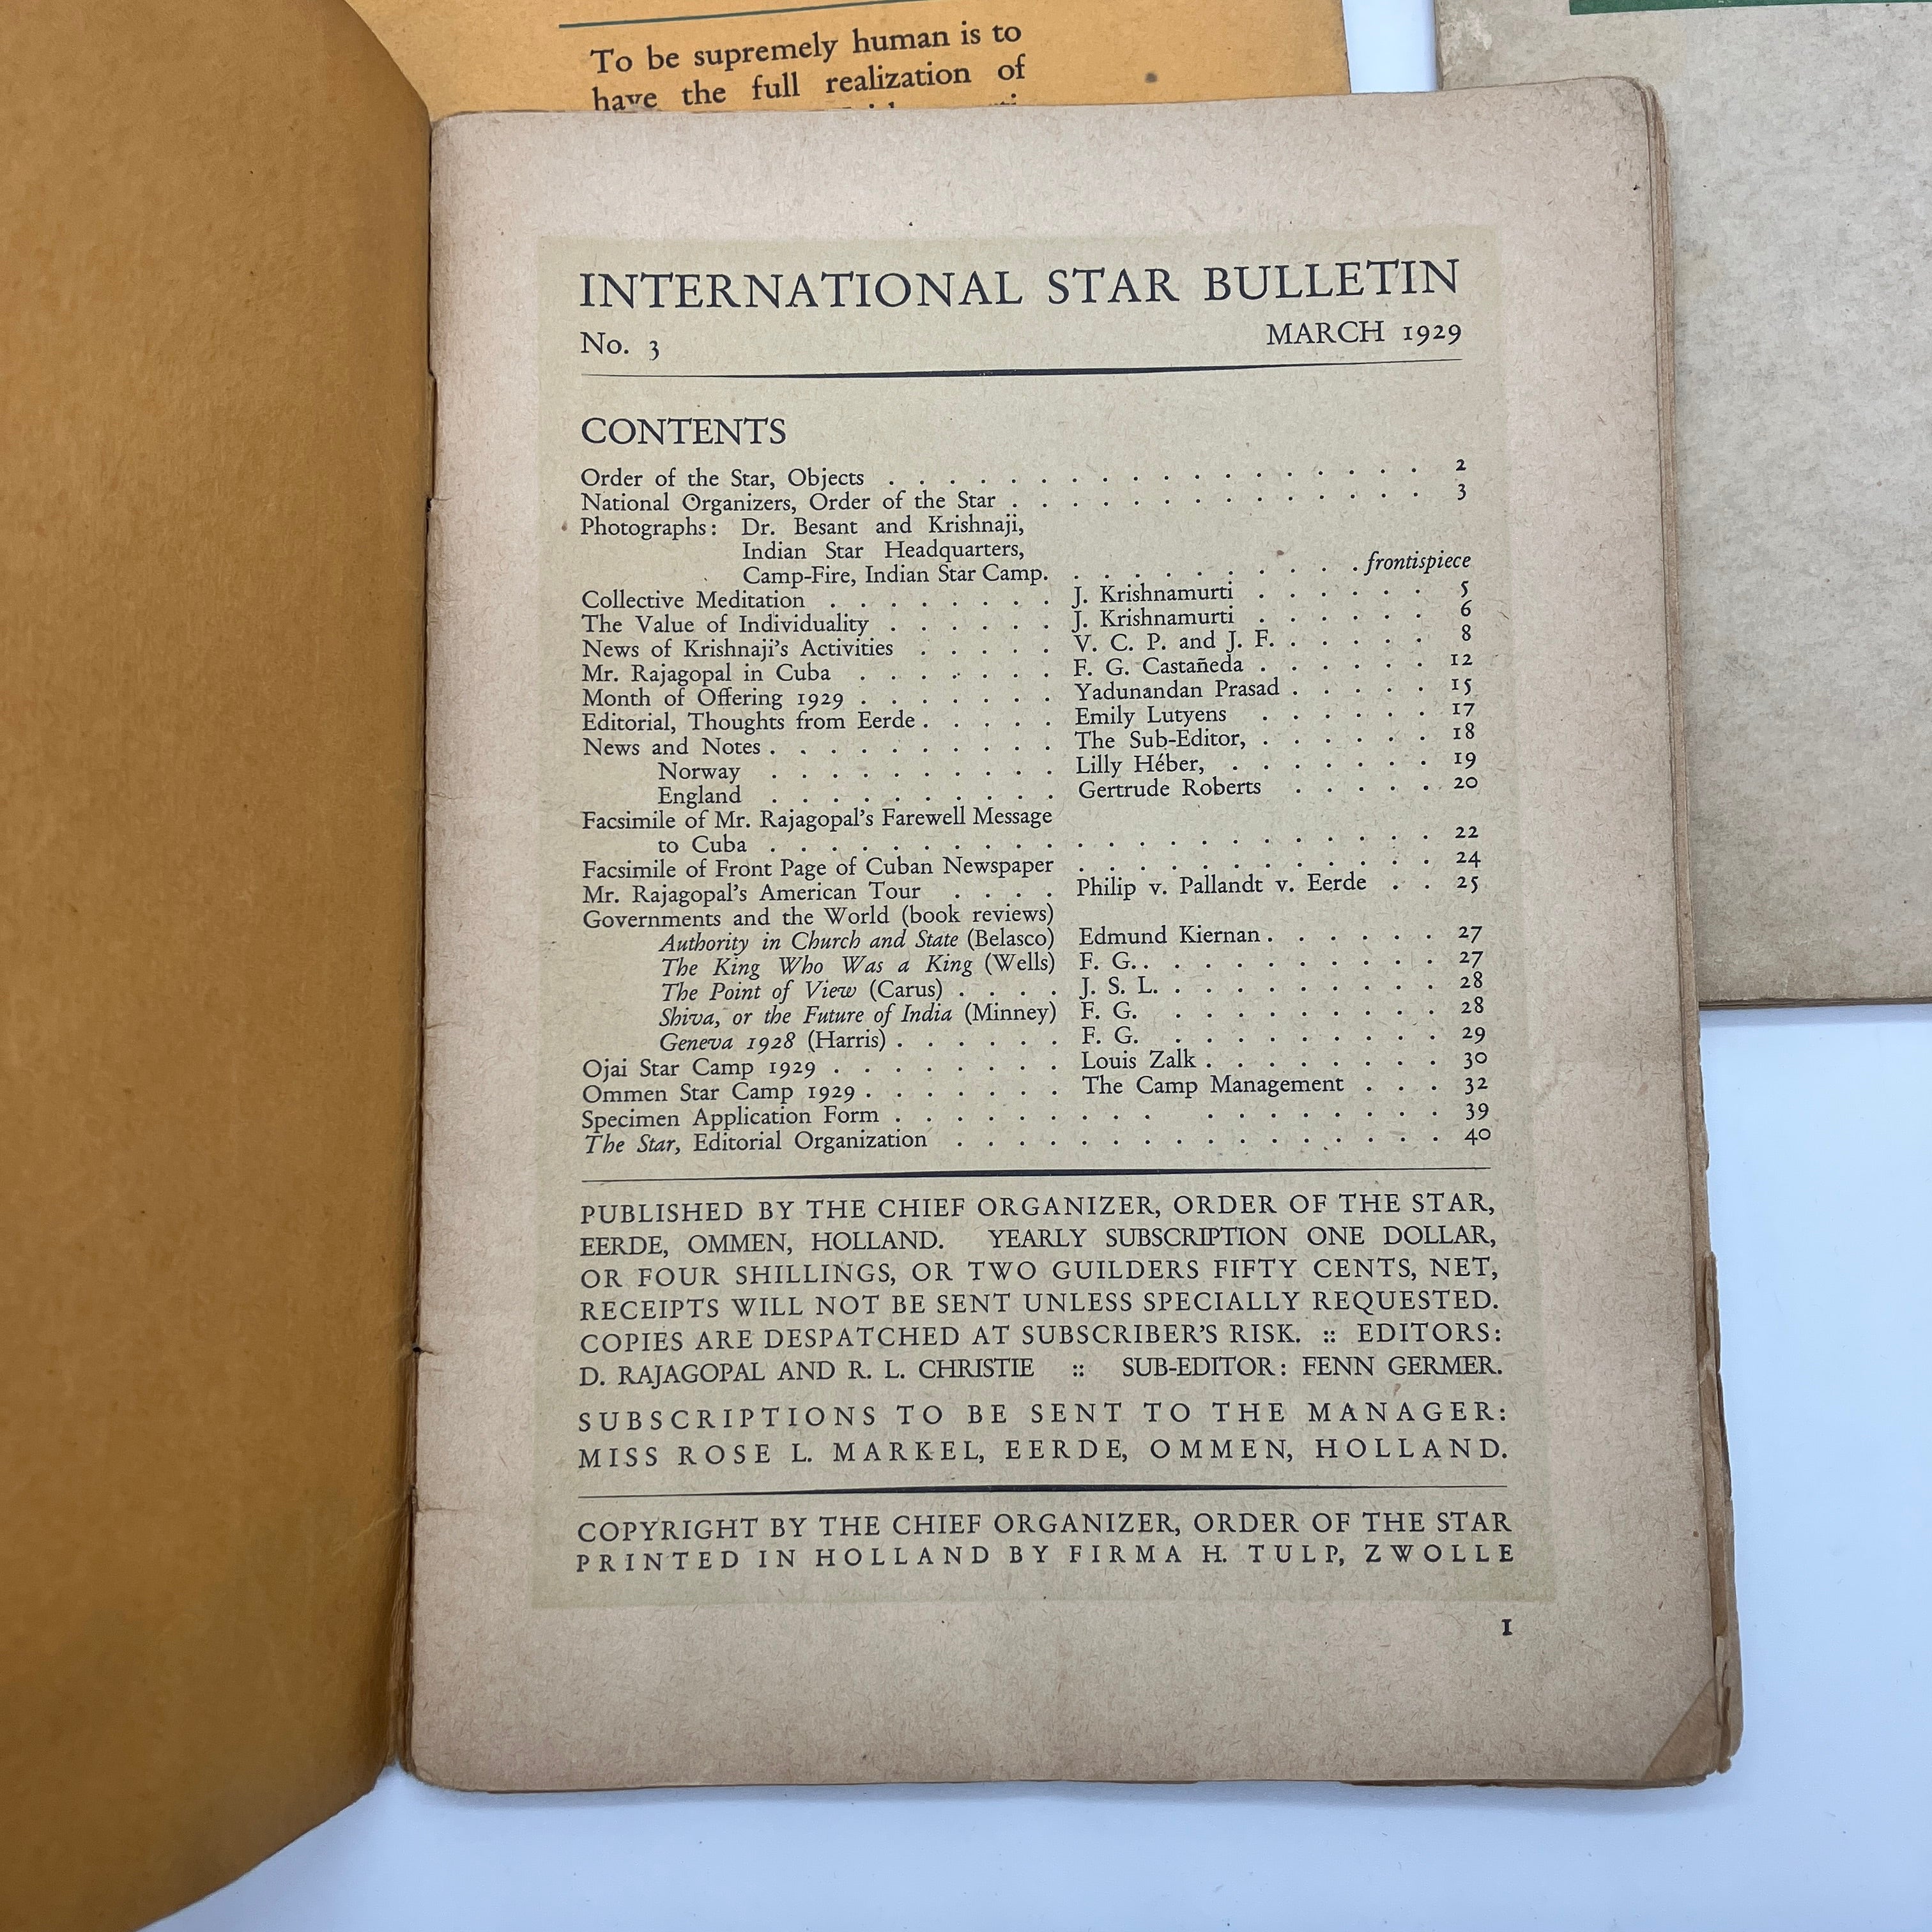 To be supremely human is to
have the full realization of
INTERNATIONAL STAR BULLETIN
No. 3 MARCH 1929
CONTENTS
Order of the Star, Objects . . . . . . . . . . . . . . . . . . 2
National Organizers, Order of the Star . . . . . . . . . . . . . . 3
Photographs: Dr. Besant and Krishnaji,
Indian Star Headquarters,
Camp-Fire, Indian Star Camp. . . . . . . . . . . frontispiece
Collective Meditation . . . . . . . . J. Krishnamurti . . . . . . 5
The Value of Individuality . . . . . . J. Krishnamurti . . . . . . 6
News of Krishnaji's Activities . . . . . V. C. P. and J. F. . . . . . 8
Mr. Rajagopal in Cuba . . . . . . . F. G. Castañeda . . . . . . 12
Month of Offering 1929 . . . . . . . Yadunandan Prasad . . . . . 15
Editorial, Thoughts from Eerde . . . . . Emily Lutyens . . . . . . 17
News and Notes . . . . . . . . . . The Sub-Editor, . . . . . . 18
Norway . . . . . . . . . . Lilly Héber, . . . . . . . 19
England . . . . . . . . . . Gertrude Roberts . . . . . 20
Facsimile of Mr. Rajagopal's Farewell Message
to Cuba . . . . . . . . . . . . . . . . . . . . . . 22
Facsimile of Front Page of Cuban Newspaper . . . . . . . . . . . . 24
Mr. Rajagopal's American Tour . . . . Philip v. Pallandt v. Eerde . . 25
Governments and the World (book reviews)
Authority in Church and State (Belasco) Edmund Kiernan . . . . . . 27
The King Who Was a King (Wells) F. G. . . . . . . . . . . 27
The Point of View (Carus) . . . . J. S. L. . . . . . . . . . 28
Shiva, or the Future of India (Minney) F. G. . . . . . . . . . 28
Geneva 1928 (Harris) . . . . . . F. G. . . . . . . . . . 29
Ojai Star Camp 1929 . . . . . . . . Louis Zalk . . . . . . . . 30
Ommen Star Camp 1929 . . . . . . . The Camp Management . . . 32
Specimen Application Form . . . . . . . . . . . . . . . . . 39
The Star, Editorial Organization . . . . . . . . . . . . . . . . 40
PUBLISHED BY THE CHIEF ORGANIZER, ORDER OF THE STAR,
EERDE, OMMEN, HOLLAND. YEARLY SUBSCRIPTION ONE DOLLAR,
OR FOUR SHILLINGS, OR TWO GUILDERS FIFTY CENTS, NET,
RECEIPTS WILL NOT BE SENT UNLESS SPECIALLY REQUESTED.
COPIES ARE DESPATCHED AT SUBSCRIBER'S RISK. :: EDITORS:
D. RAJAGOPAL AND R. L. CHRISTIE :: SUB-EDITOR: FENN GERMER.
SUBSCRIPTIONS TO BE SENT TO THE MANAGER:
MISS ROSE L. MARKEL, EERDE, OMMEN, HOLLAND.
COPYRIGHT BY THE CHIEF ORGANIZER, ORDER OF THE STAR
PRINTED IN HOLLAND BY FIRMA H. TULP, ZWOLLE
1